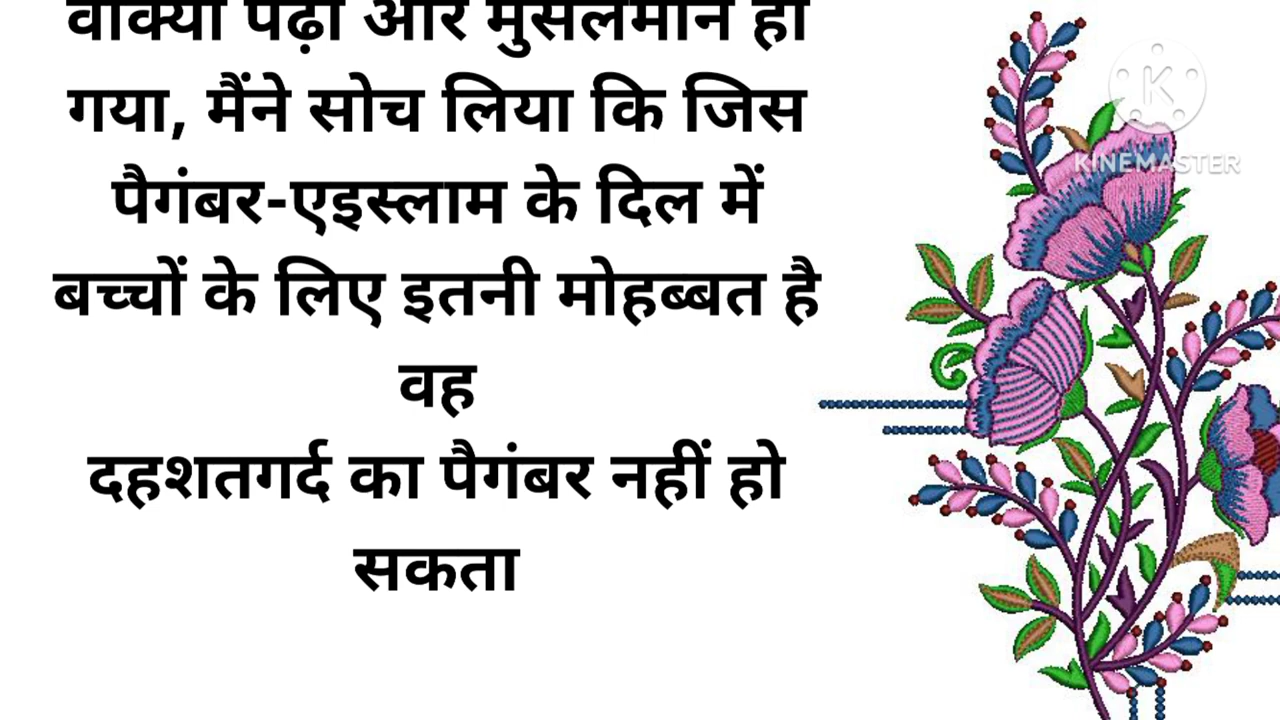 वाक्या पढ़ा और मुसलमान हो
गया, मैंने सोच लिया कि जिस
पैगंबर-एइस्लाम के दिल में
बच्चों के लिए इतनी मोहब्बत है
वह
दहशतगर्द का पैगंबर नहीं हो
सकता
K
KINEMASTER